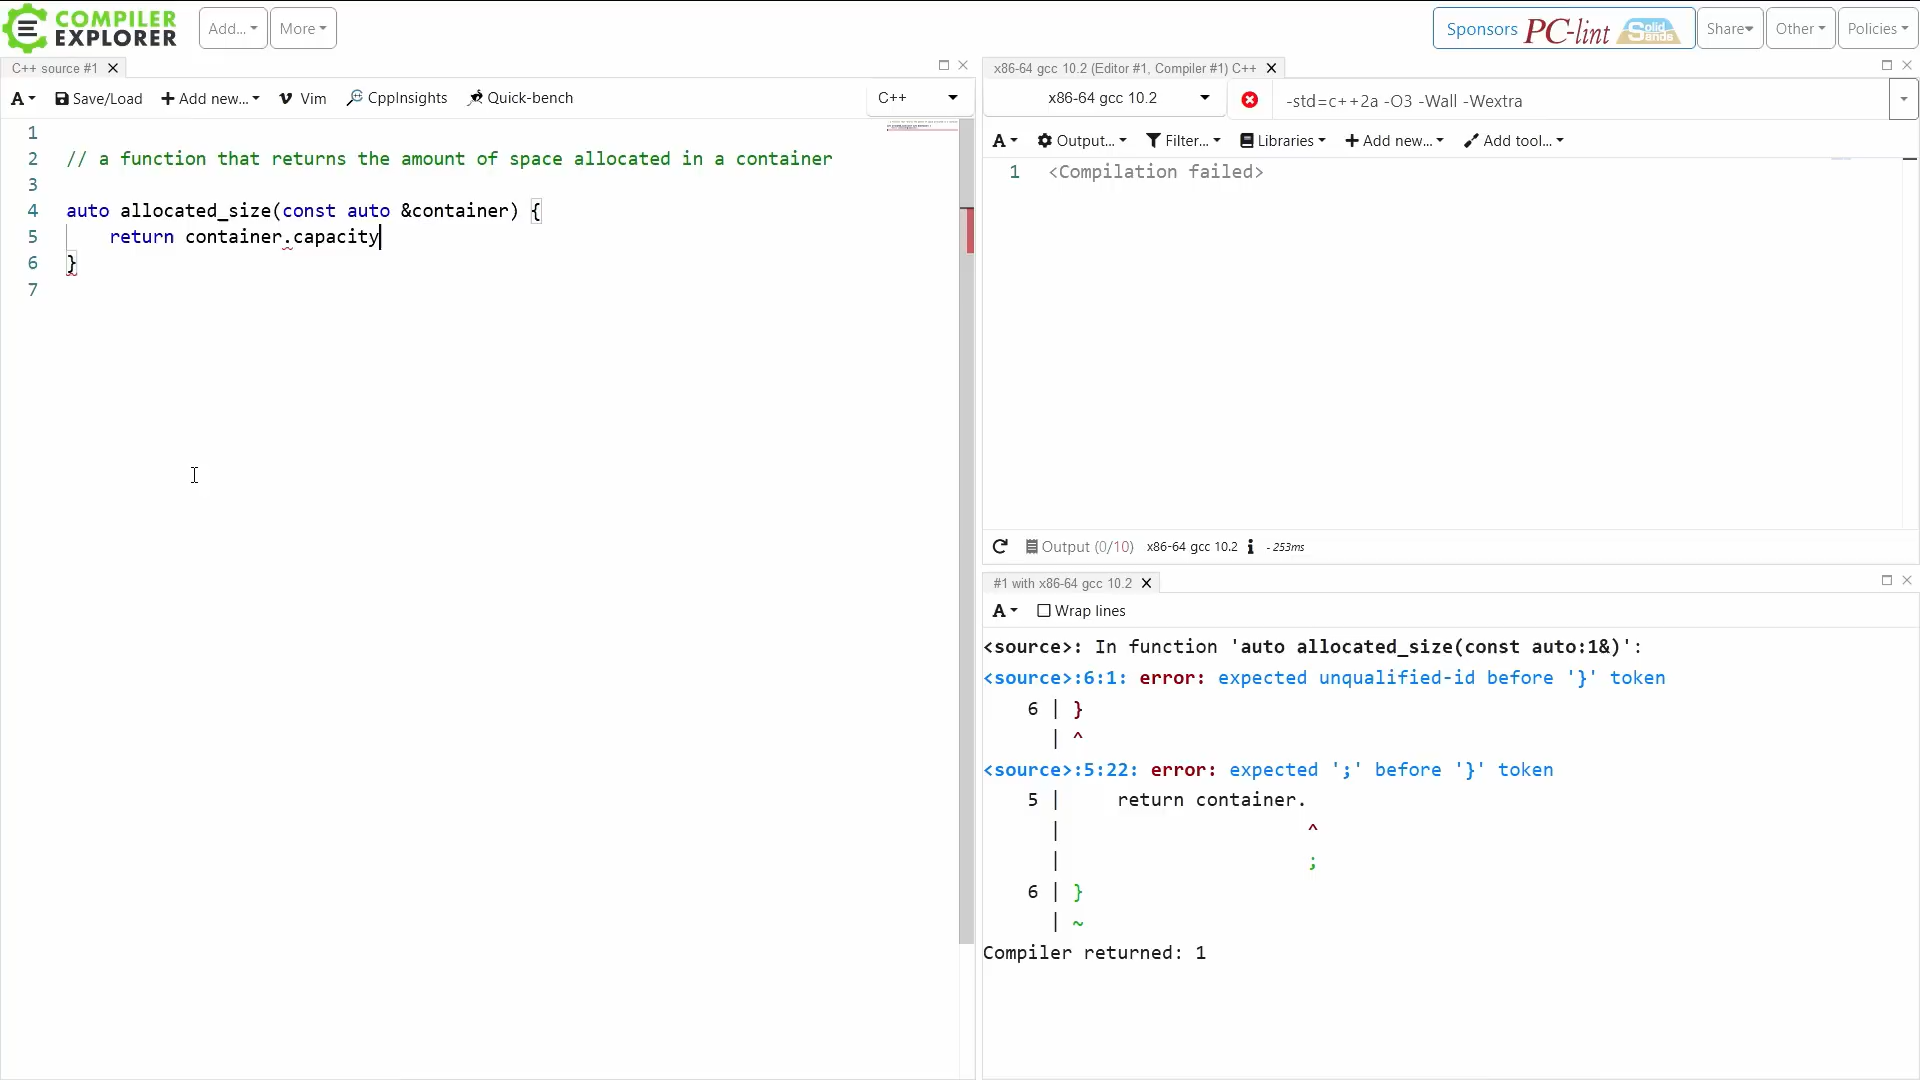 COMPILER
EXPLORER
Add...
More
Sponsors PC-lint Solid Sands
Share
Other
Policies
C++ source #1
A
Save/Load
Add new...
Vim
CppInsights
Quick-bench
C++
1
2 // a function that returns the amount of space allocated in a container
3
4 auto allocated_size(const auto &container) {
5     return container.capacity
6 }
7
x86-64 gcc 10.2 (Editor #1, Compiler #1) C++
x86-64 gcc 10.2
-std=c++2a -O3 -Wall -Wextra
A
Output...
Filter...
Libraries
Add new...
Add tool...
1 <Compilation failed>
Output (0/10) x86-64 gcc 10.2 i - 253ms
#1 with x86-64 gcc 10.2
A
Wrap lines
<source>: In function 'auto allocated_size(const auto:1&)':
<source>:6:1: error: expected unqualified-id before '}' token
6 | }
| ^
<source>:5:22: error: expected ';' before '}' token
5 |     return container.
| ^
| ;
6 | }
| ~
Compiler returned: 1